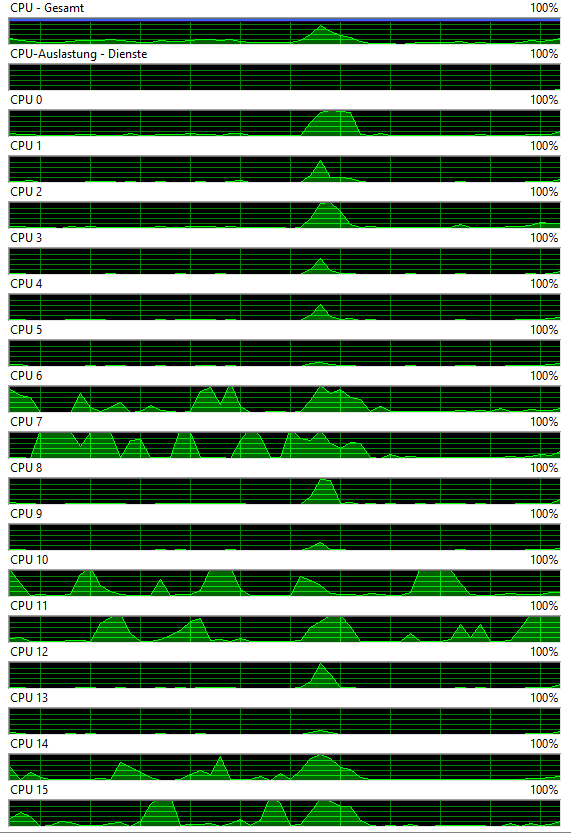 CPU - Gesamt 100%
CPU-Auslastung - Dienste 100%
CPU 0 100%
CPU 1 100%
CPU 2 100%
CPU 3 100%
CPU 4 100%
CPU 5 100%
CPU 6 100%
CPU 7 100%
CPU 8 100%
CPU 9 100%
CPU 10 100%
CPU 11 100%
CPU 12 100%
CPU 13 100%
CPU 14 100%
CPU 15 100%